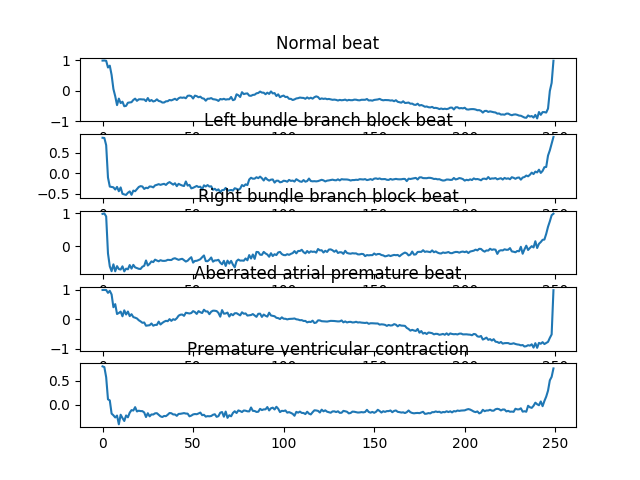 Normal beat
1
0
−1
0 50 100 150 200 250
Left bundle branch block beat
0.5
0.0
−0.5
Right bundle branch block beat
1
0
Aberrated atrial premature beat
1
0
−1
Premature ventricular contraction
0.5
0.0
0 50 100 150 200 250